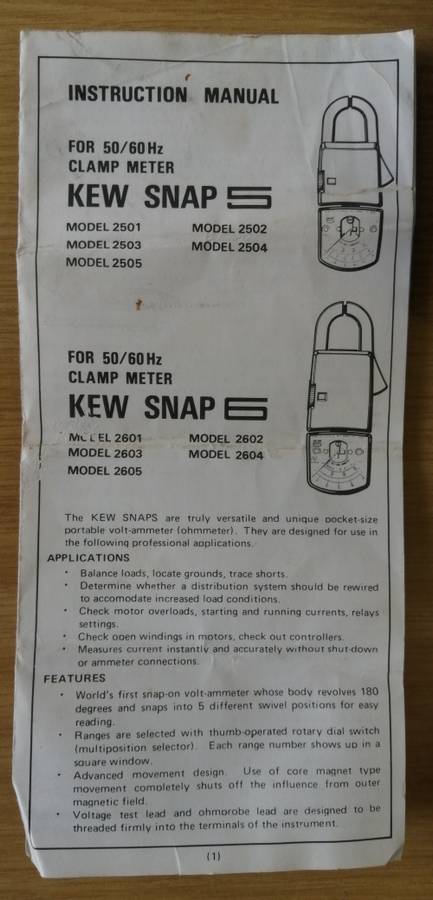 INSTRUCTION MANUAL
FOR 50/60Hz
CLAMP METER
KEW SNAP 5
MODEL 2501 MODEL 2502
MODEL 2503 MODEL 2504
MODEL 2505
FOR 50/60Hz
CLAMP METER
KEW SNAP 6
MODEL 2601 MODEL 2602
MODEL 2603 MODEL 2604
MODEL 2605
The KEW SNAPS are truly versatile and unique pocket-size
portable volt-ammeter (ohmmeter). They are designed for use in
the following professional applications.
APPLICATIONS
• Balance loads, locate grounds, trace shorts.
• Determine whether a distribution system should be rewired
to accomodate increased load conditions.
• Check motor overloads, starting and running currents, relays
settings.
• Check open windings in motors, check out controllers.
• Measures current instantly and accurately without shut-down
or ammeter connections.
FEATURES
• World's first snap-on volt-ammeter whose body revolves 180
degrees and snaps into 5 different swivel positions for easy
reading.
• Ranges are selected with thumb-operated rotary dial switch
(multiposition selector). Each range number shows up in a
square window.
• Advanced movement design. Use of core magnet type
movement completely shuts off the influence from outer
magnetic field.
• Voltage test lead and ohmprobe lead are designed to be
threaded firmly into the terminals of the instrument.
(1)